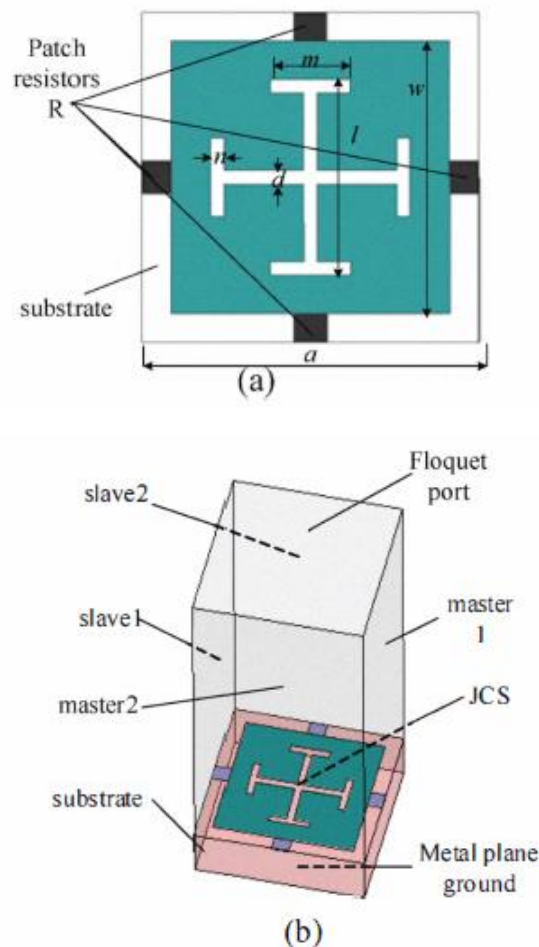 Patch
resistors
R
m
w
l
n
d
substrate
a
(a)
Floquet
port
slave2
slave1
master
1
master2
JCS
substrate
Metal plane
ground
(b)